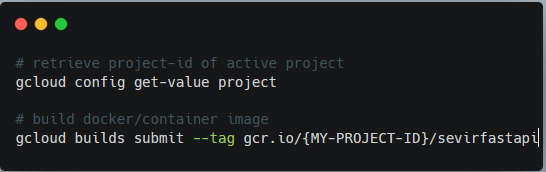 # retrieve project-id of active project
gcloud config get-value project
# build docker/container image
gcloud builds submit --tag gcr.io/{MY-PROJECT-ID}/sevirfastapi